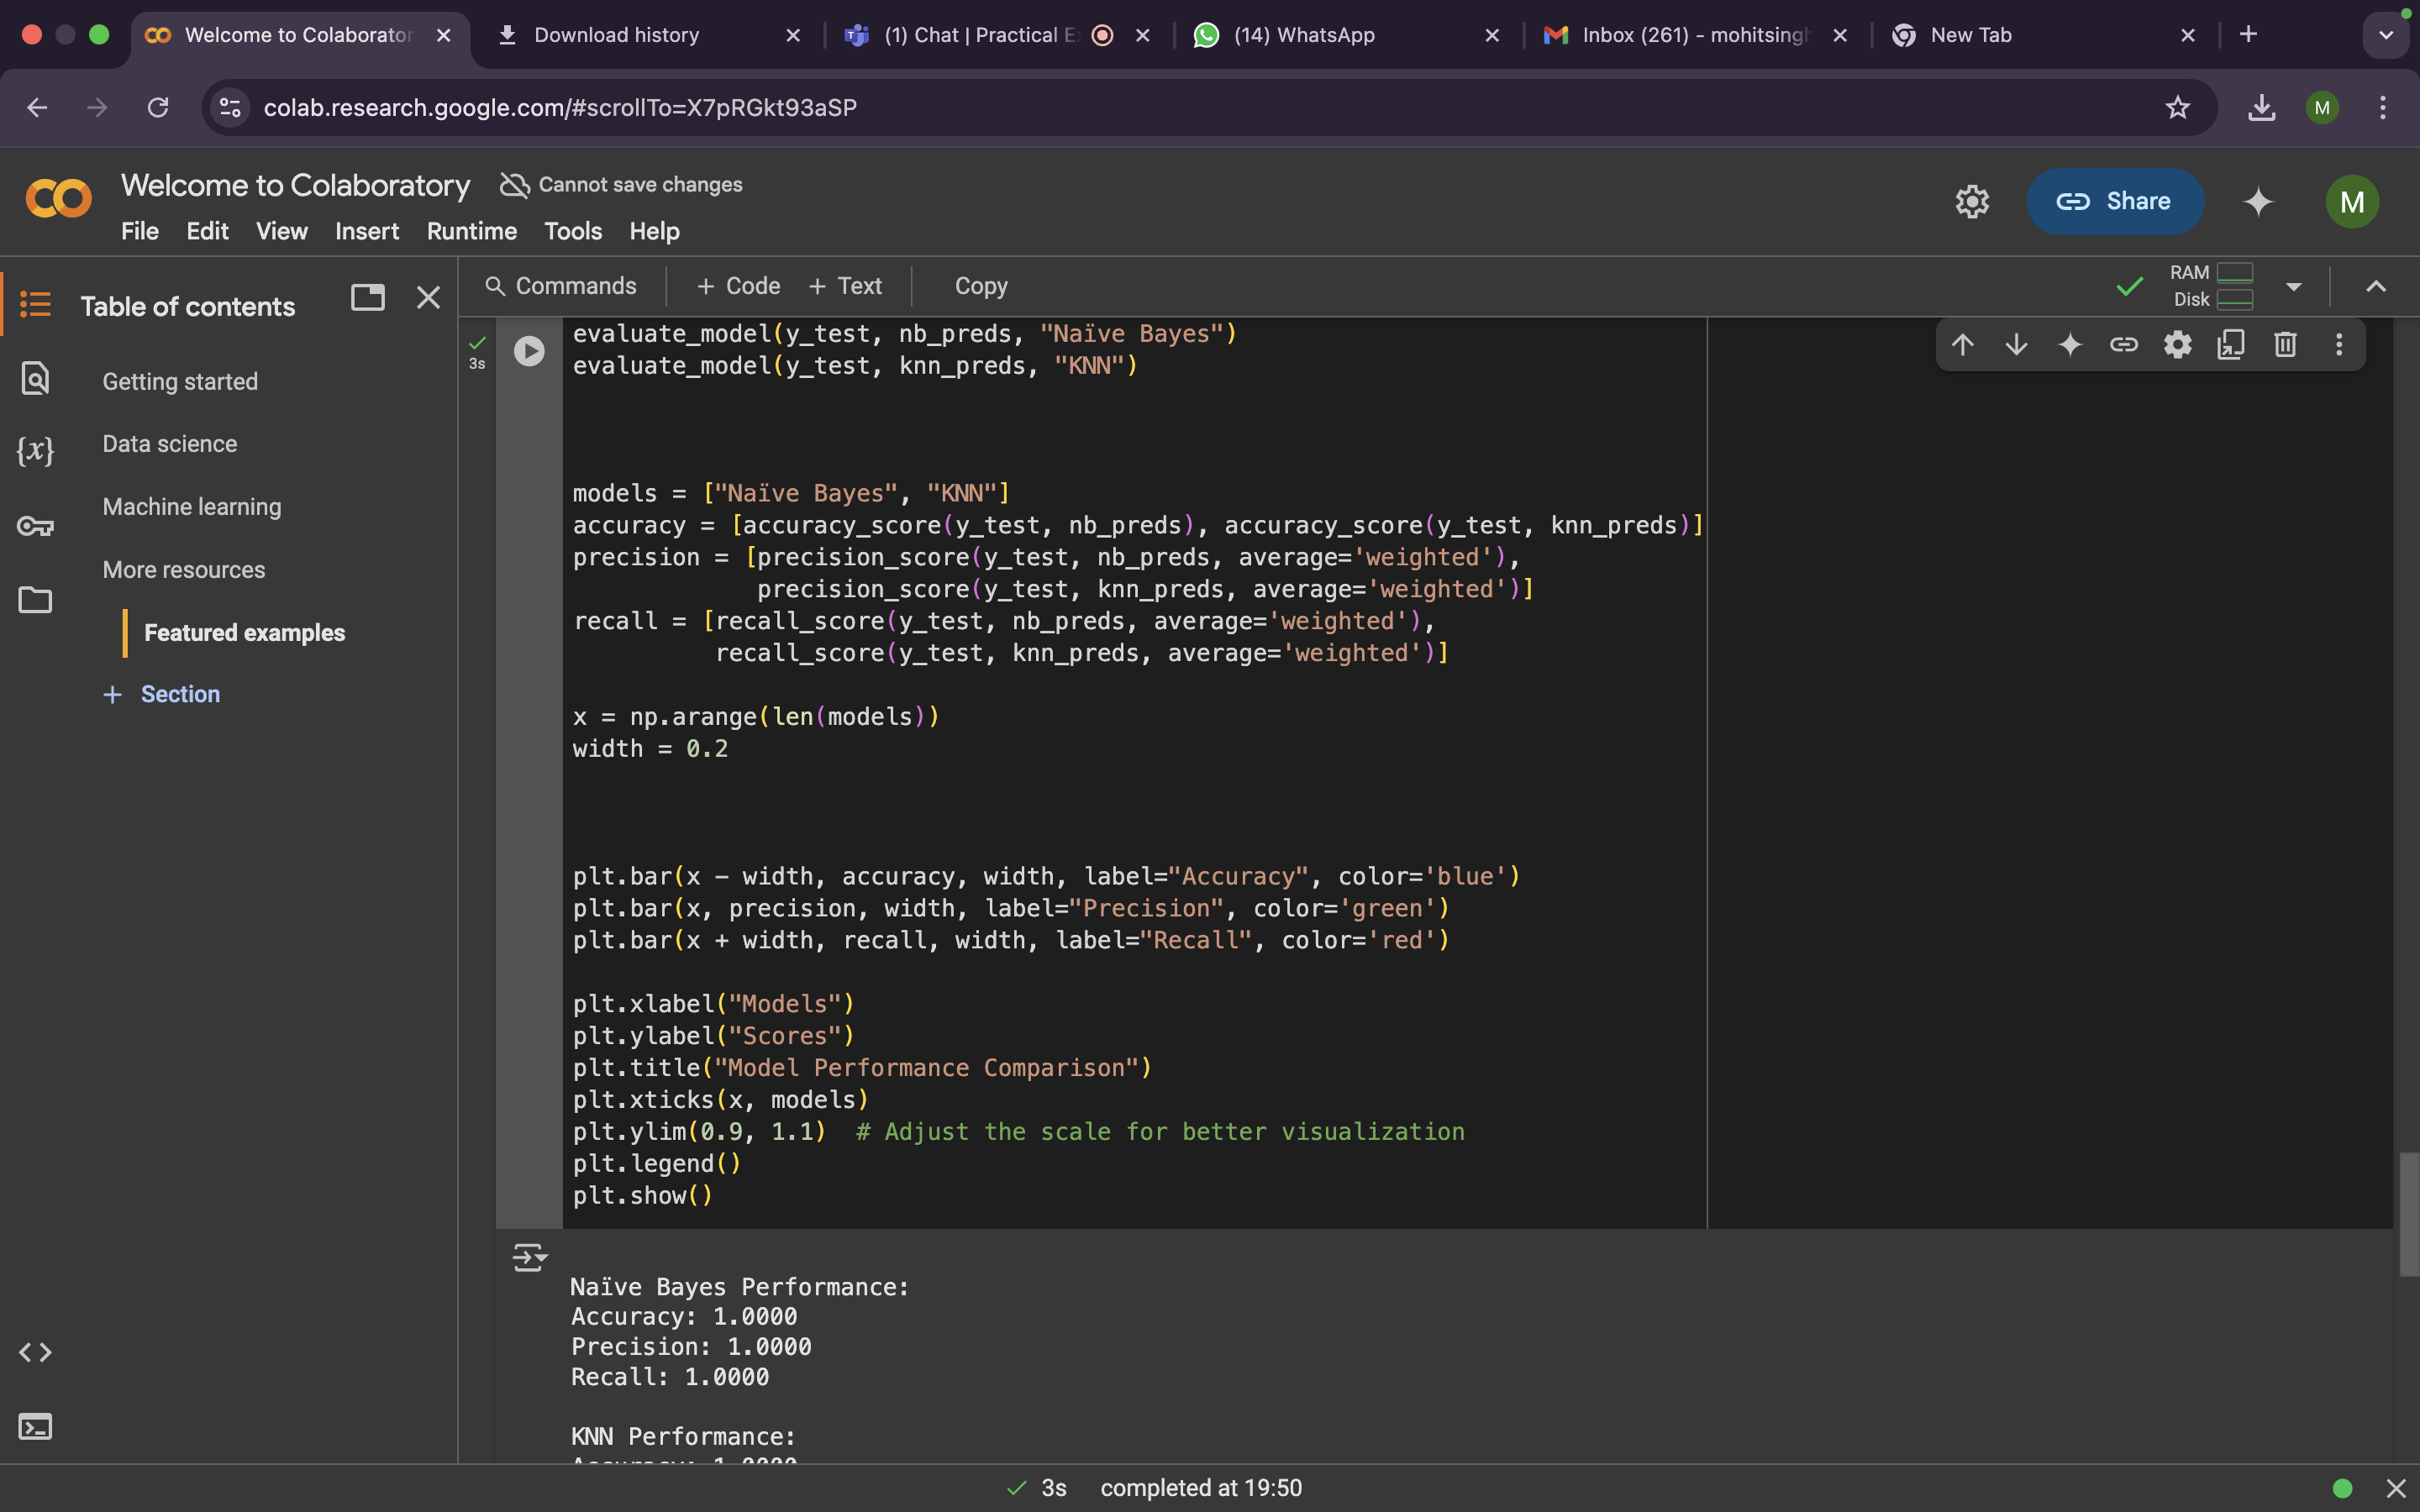 Welcome to Colaborator
Download history
(1) Chat | Practical E
(14) WhatsApp
Inbox (261) - mohitsingh
New Tab
colab.research.google.com/#scrollTo=X7pRGkt93aSP
M
Welcome to Colaboratory
Cannot save changes
File Edit View Insert Runtime Tools Help
Share
M
Commands
+ Code + Text
Copy
RAM
Disk
Table of contents
Getting started
Data science
Machine learning
More resources
Featured examples
+ Section
{x}
3s
evaluate_model(y_test, nb_preds, "Naïve Bayes")
evaluate_model(y_test, knn_preds, "KNN")
models = ["Naïve Bayes", "KNN"]
accuracy = [accuracy_score(y_test, nb_preds), accuracy_score(y_test, knn_preds)]
precision = [precision_score(y_test, nb_preds, average='weighted'),
precision_score(y_test, knn_preds, average='weighted')]
recall = [recall_score(y_test, nb_preds, average='weighted'),
recall_score(y_test, knn_preds, average='weighted')]
x = np.arange(len(models))
width = 0.2
plt.bar(x - width, accuracy, width, label="Accuracy", color='blue')
plt.bar(x, precision, width, label="Precision", color='green')
plt.bar(x + width, recall, width, label="Recall", color='red')
plt.xlabel("Models")
plt.ylabel("Scores")
plt.title("Model Performance Comparison")
plt.xticks(x, models)
plt.ylim(0.9, 1.1)  # Adjust the scale for better visualization
plt.legend()
plt.show()
Naïve Bayes Performance:
Accuracy: 1.0000
Precision: 1.0000
Recall: 1.0000
KNN Performance:
Accuracy: 1.0000
3s completed at 19:50